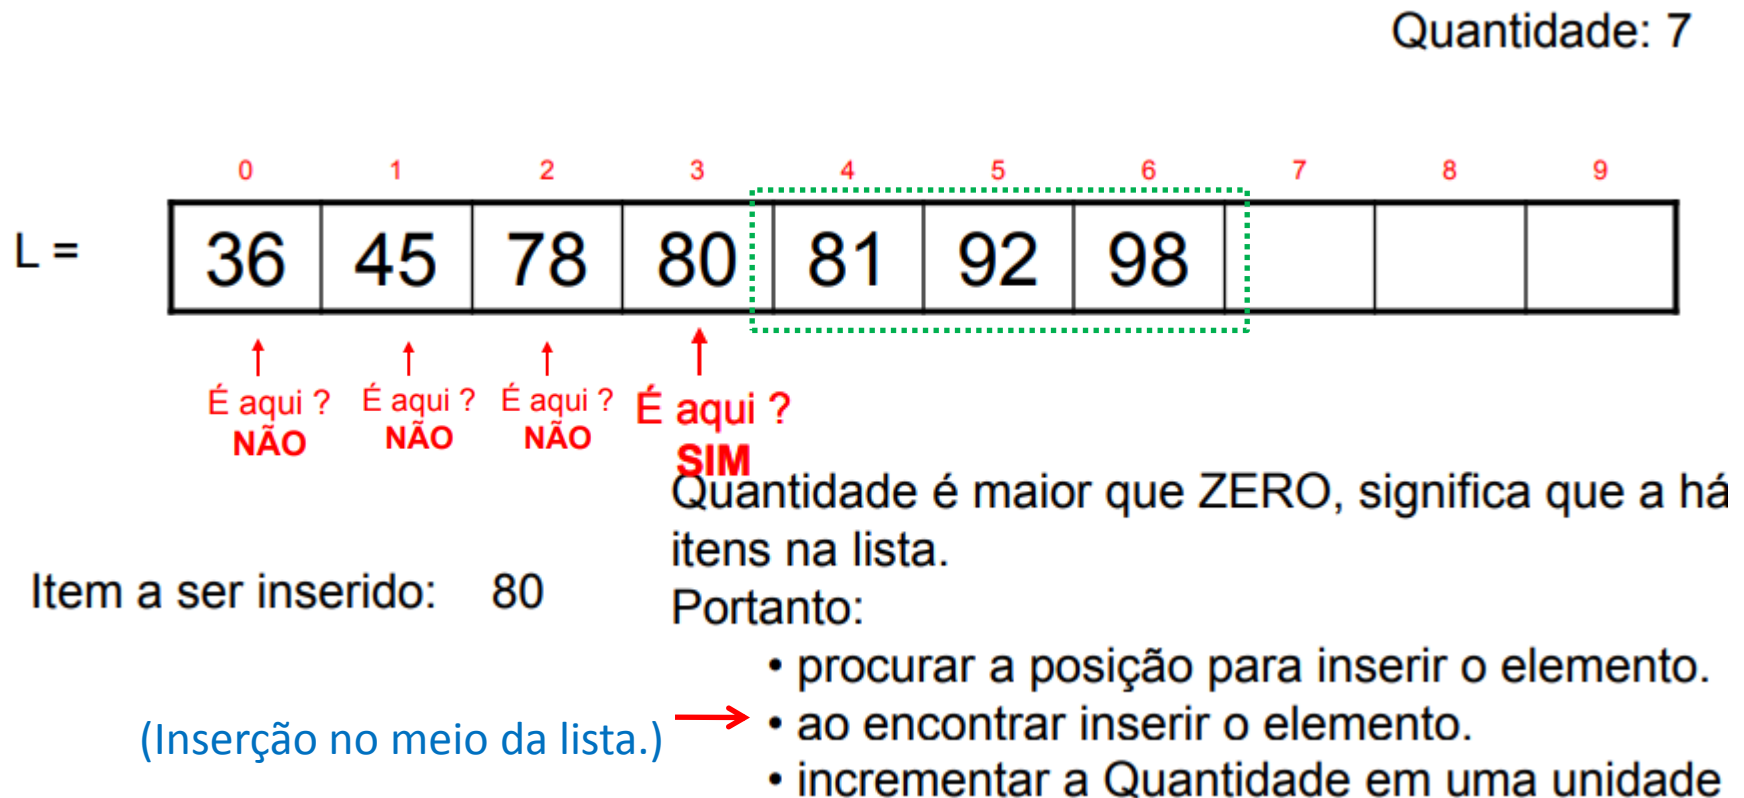 Quantidade: 7
0 1 2 3 4 5 6 7 8 9
L = 36 45 78 80 81 92 98
É aqui ? É aqui ? É aqui ? É aqui ?
NÃO NÃO NÃO SIM
Quantidade é maior que ZERO, significa que a há
itens na lista.
Item a ser inserido: 80
Portanto:
• procurar a posição para inserir o elemento.
(Inserção no meio da lista.)
• ao encontrar inserir o elemento.
• incrementar a Quantidade em uma unidade